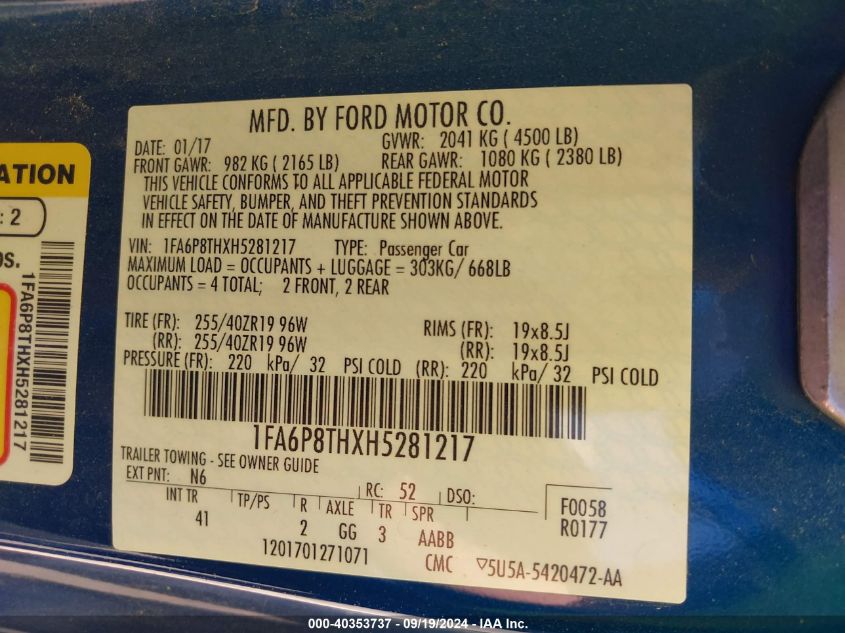 MFD. BY FORD MOTOR CO.
DATE: 01/17 GVWR: 2041 KG ( 4500 LB)
FRONT GAWR: 982 KG ( 2165 LB) REAR GAWR: 1080 KG ( 2380 LB)
THIS VEHICLE CONFORMS TO ALL APPLICABLE FEDERAL MOTOR
VEHICLE SAFETY, BUMPER, AND THEFT PREVENTION STANDARDS
IN EFFECT ON THE DATE OF MANUFACTURE SHOWN ABOVE.
VIN: 1FA6P8THXH5281217 TYPE: Passenger Car
MAXIMUM LOAD = OCCUPANTS + LUGGAGE = 303KG/ 668LB
OCCUPANTS = 4 TOTAL; 2 FRONT, 2 REAR
TIRE (FR): 255/40ZR19 96W RIMS (FR): 19x8.5J
(RR): 255/40ZR19 96W (RR): 19x8.5J
PRESSURE (FR): 220 kPa/ 32 PSI COLD (RR): 220 kPa/ 32 PSI COLD
1FA6P8THXH5281217
TRAILER TOWING - SEE OWNER GUIDE
EXT PNT: N6 RC: 52 DSO:
INT TR TP/PS R AXLE TR SPR F0058
41 2 GG 3 AABB R0177
1201701271071 CMC ▽5U5A-5420472-AA
ATION
: 2
OS.
1FA6P8THXH5281217
000-40353737 - 09/19/2024 - IAA Inc.